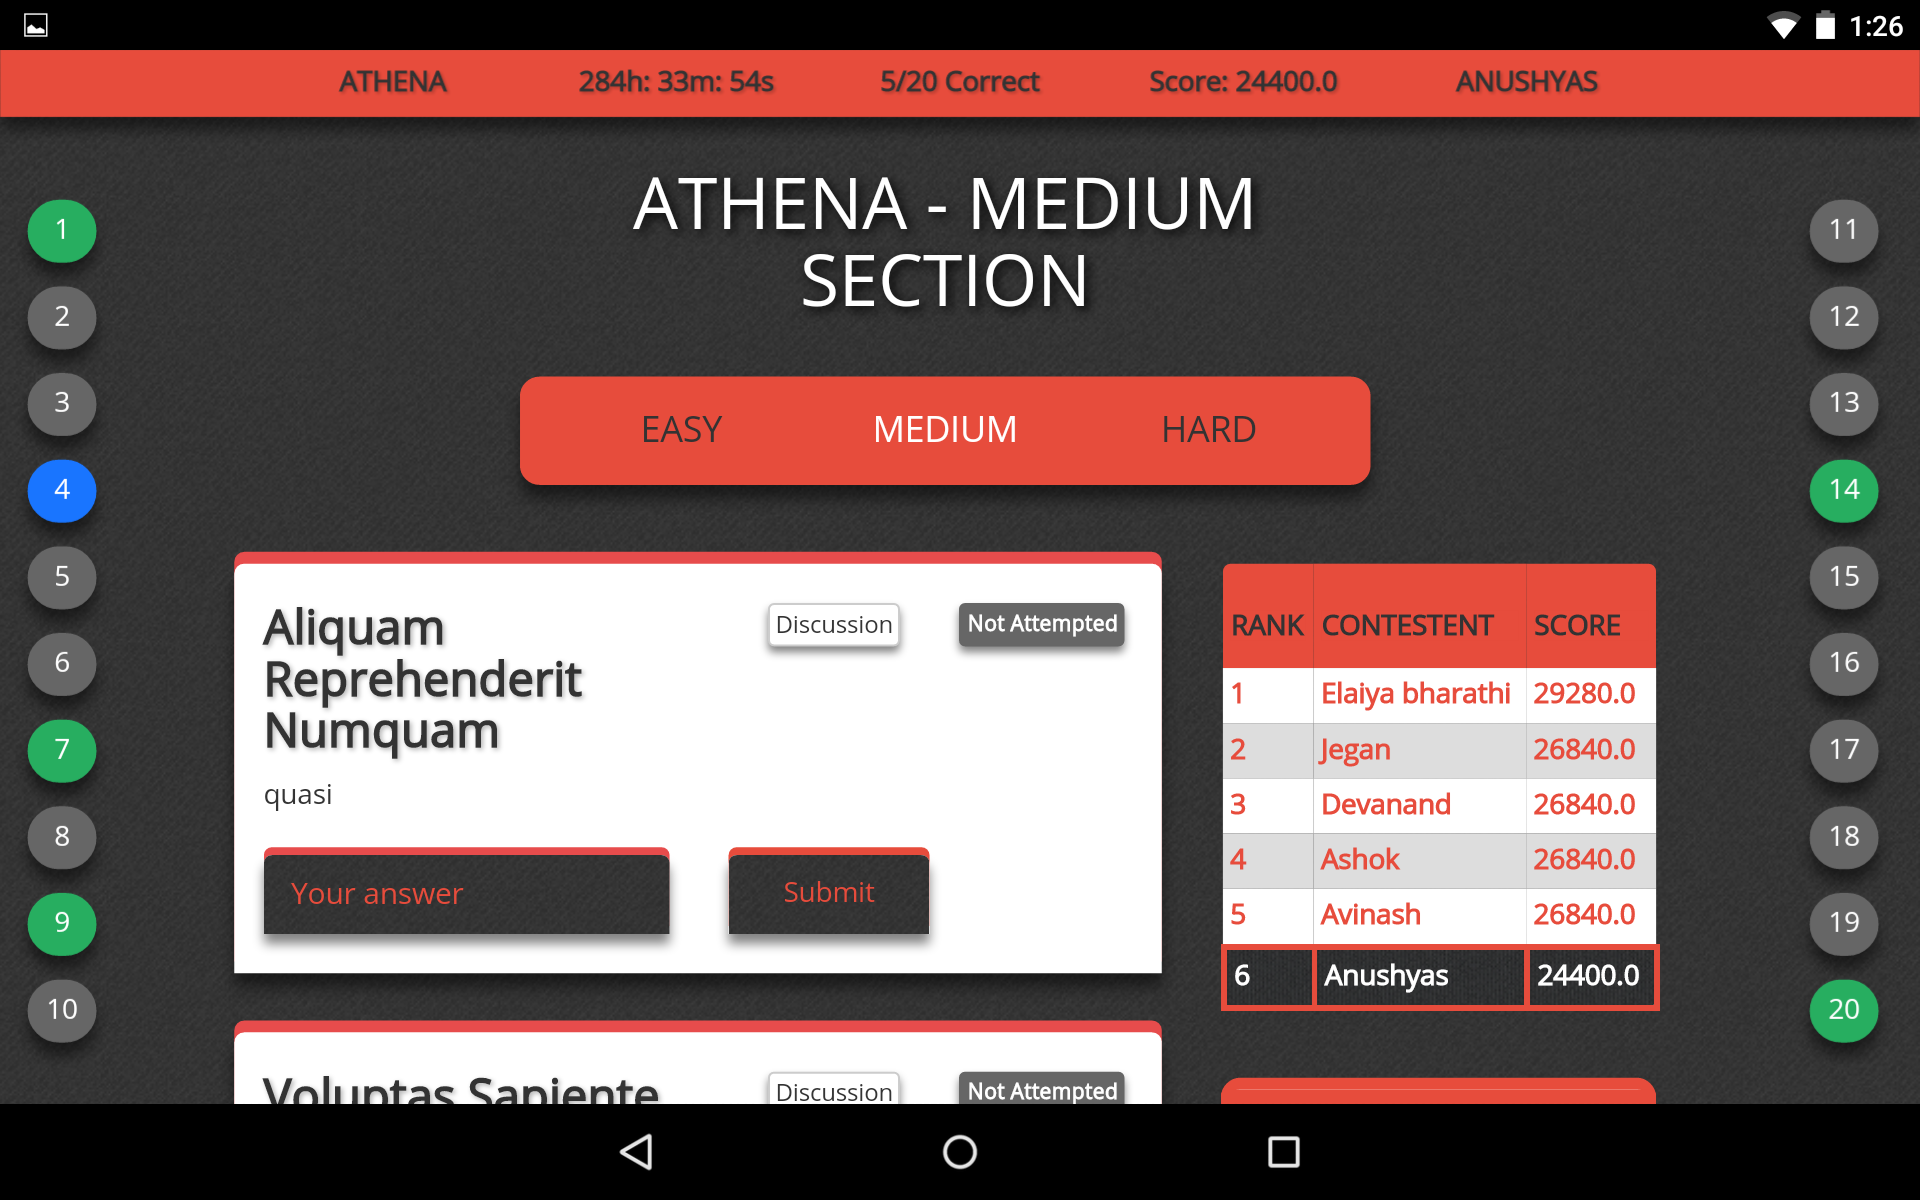 1:26
ATHENA 284h: 33m: 54s 5/20 Correct Score: 24400.0 ANUSHYAS
ATHENA - MEDIUM
SECTION
EASY MEDIUM HARD
1
2
3
4
5
6
7
8
9
10
Aliquam
Reprehenderit
Numquam
Discussion
Not Attempted
quasi
Your answer
Submit
Voluptas Sapiente
Discussion
Not Attempted
RANK CONTESTENT SCORE
1 Elaiya bharathi 29280.0
2 Jegan 26840.0
3 Devanand 26840.0
4 Ashok 26840.0
5 Avinash 26840.0
6 Anushyas 24400.0
11
12
13
14
15
16
17
18
19
20